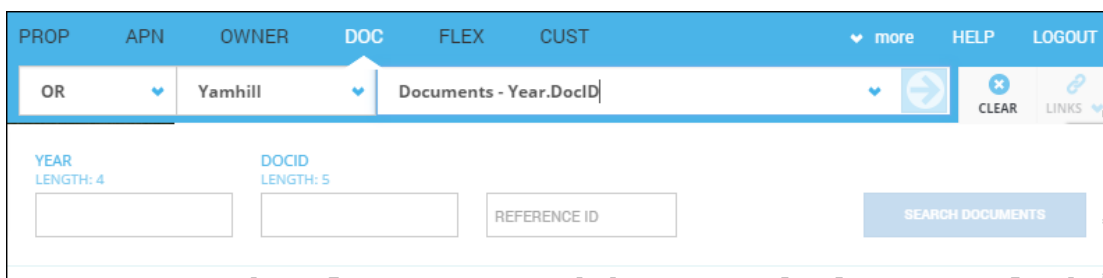 PROP APN OWNER DOC FLEX CUST more HELP LOGOUT
OR Yamhill Documents - Year.DocID CLEAR LINKS
YEAR DOCID
LENGTH: 4 LENGTH: 5
REFERENCE ID SEARCH DOCUMENTS